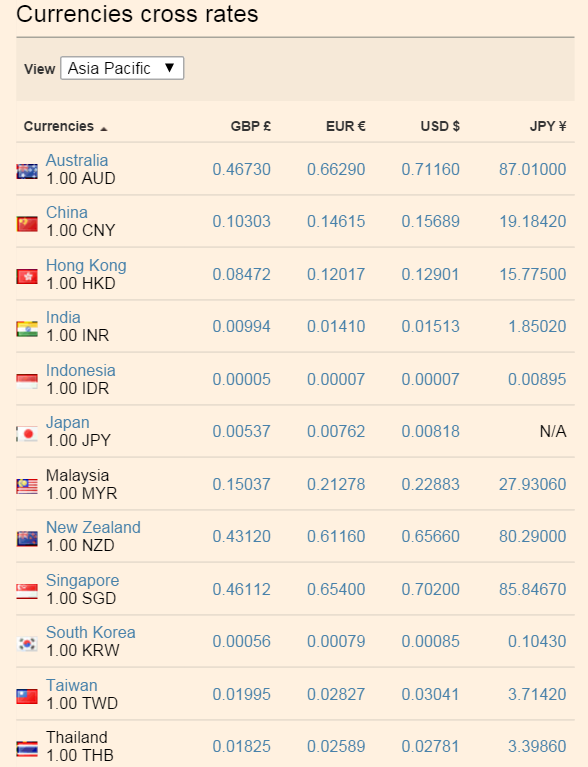 Currencies cross rates
View Asia Pacific ▼
Currencies ▲ GBP £ EUR € USD $ JPY ¥
Australia
1.00 AUD 0.46730 0.66290 0.71160 87.01000
China
1.00 CNY 0.10303 0.14615 0.15689 19.18420
Hong Kong
1.00 HKD 0.08472 0.12017 0.12901 15.77500
India
1.00 INR 0.00994 0.01410 0.01513 1.85020
Indonesia
1.00 IDR 0.00005 0.00007 0.00007 0.00895
Japan
1.00 JPY 0.00537 0.00762 0.00818 N/A
Malaysia
1.00 MYR 0.15037 0.21278 0.22883 27.93060
New Zealand
1.00 NZD 0.43120 0.61160 0.65660 80.29000
Singapore
1.00 SGD 0.46112 0.65400 0.70200 85.84670
South Korea
1.00 KRW 0.00056 0.00079 0.00085 0.10430
Taiwan
1.00 TWD 0.01995 0.02827 0.03041 3.71420
Thailand
1.00 THB 0.01825 0.02589 0.02781 3.39860